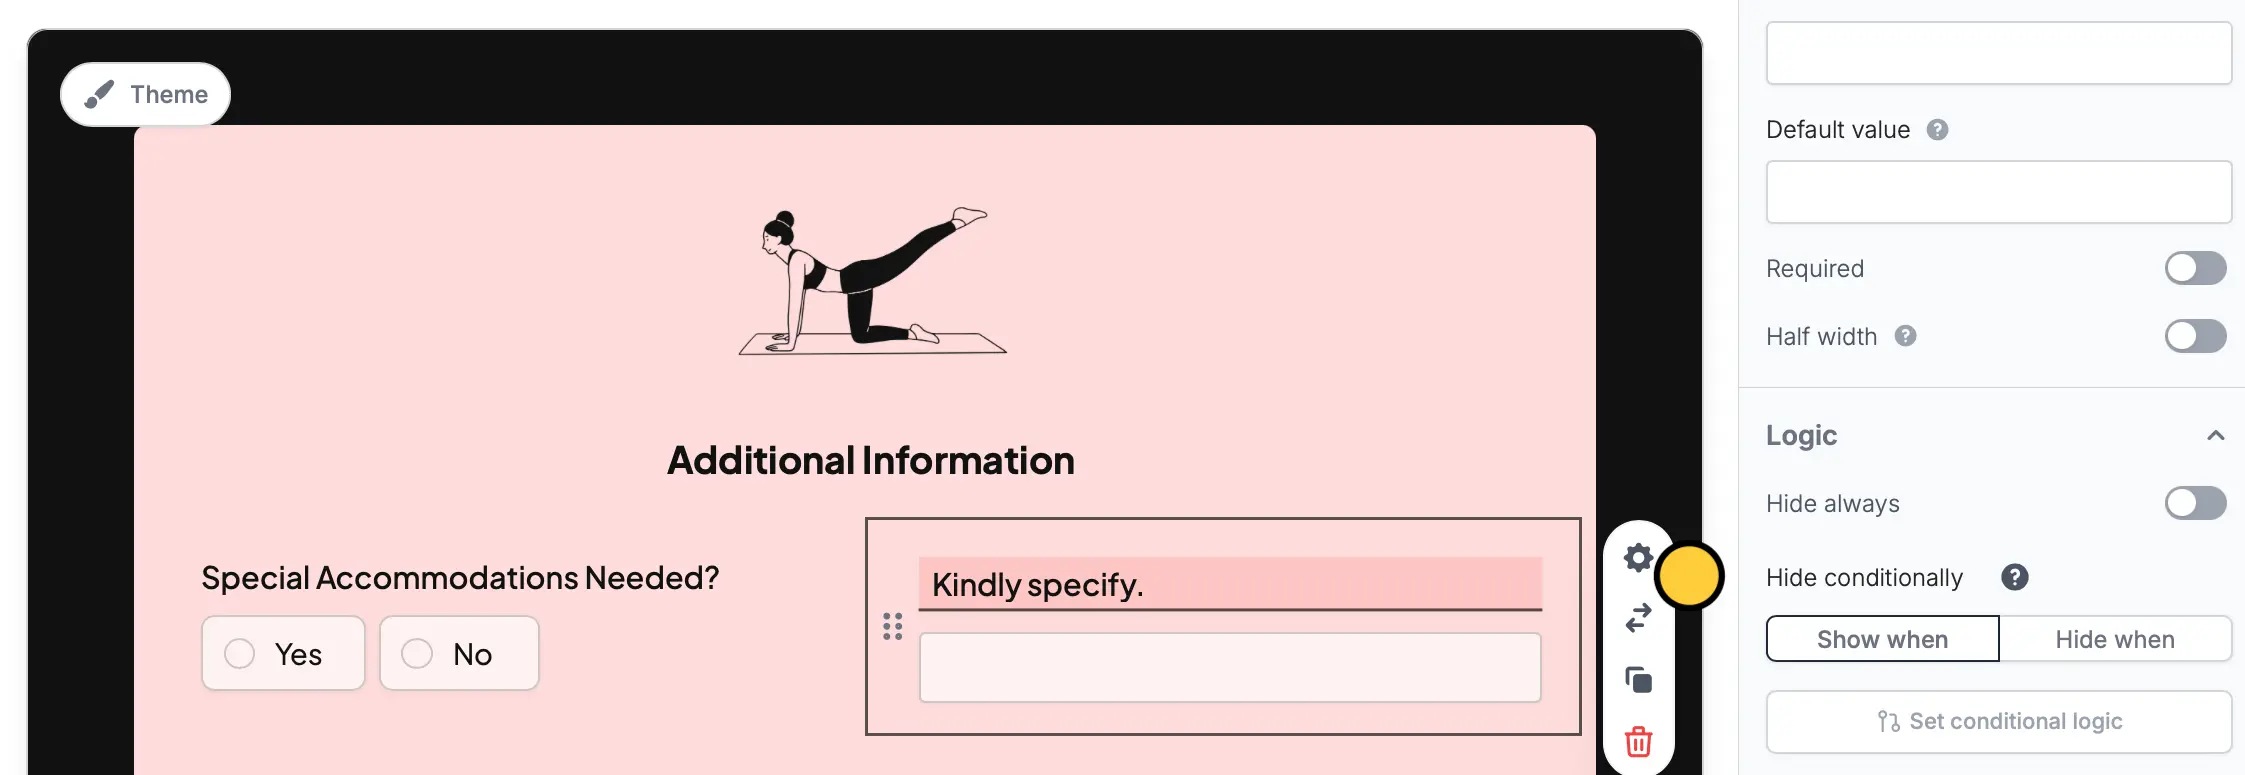 Theme
Additional Information
Special Accommodations Needed?
Yes
No
Kindly specify.
Default value ?
Required
Half width ?
Logic
Hide always
Hide conditionally ?
Show when
Hide when
Set conditional logic